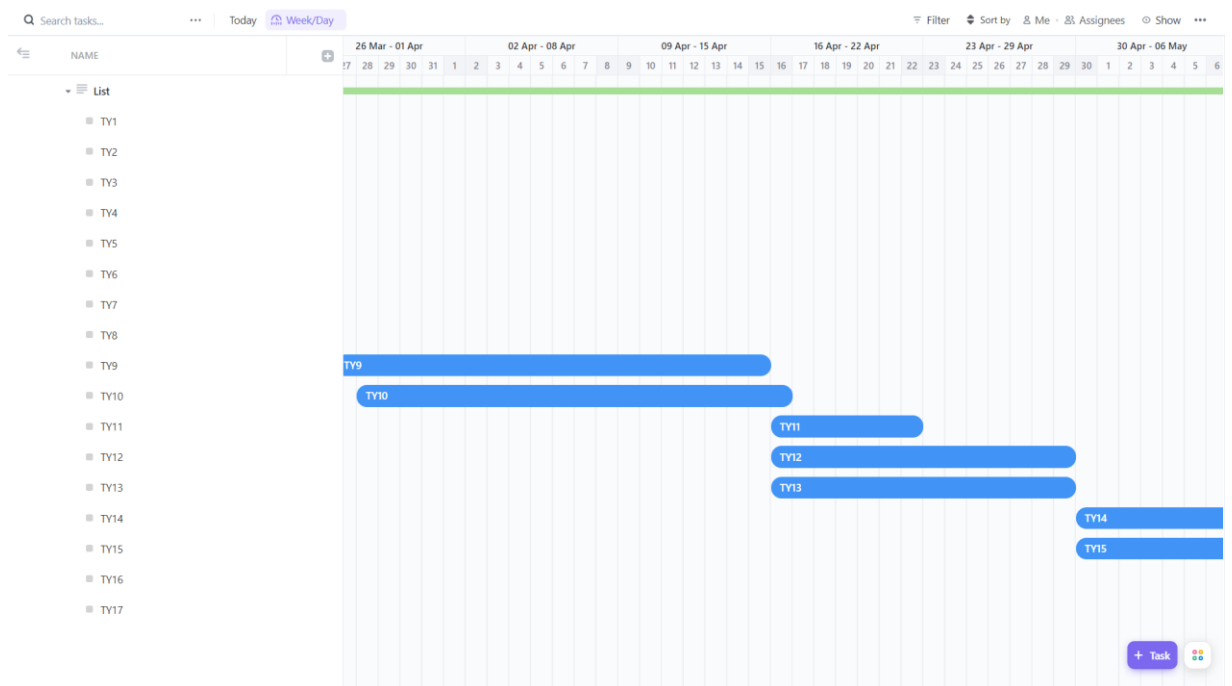 Search tasks... ... Today Week/Day Filter Sort by Me · Assignees Show ...
NAME 26 Mar - 01 Apr 02 Apr - 08 Apr 09 Apr - 15 Apr 16 Apr - 22 Apr 23 Apr - 29 Apr 30 Apr - 06 May
28 29 30 31 1 2 3 4 5 6 7 8 9 10 11 12 13 14 15 16 17 18 19 20 21 22 23 24 25 26 27 28 29 30 1 2 3 4 5 6
List
TY1
TY2
TY3
TY4
TY5
TY6
TY7
TY8
TY9 TY9
TY10 TY10
TY11 TY11
TY12 TY12
TY13 TY13
TY14 TY14
TY15 TY15
TY16
TY17
+ Task